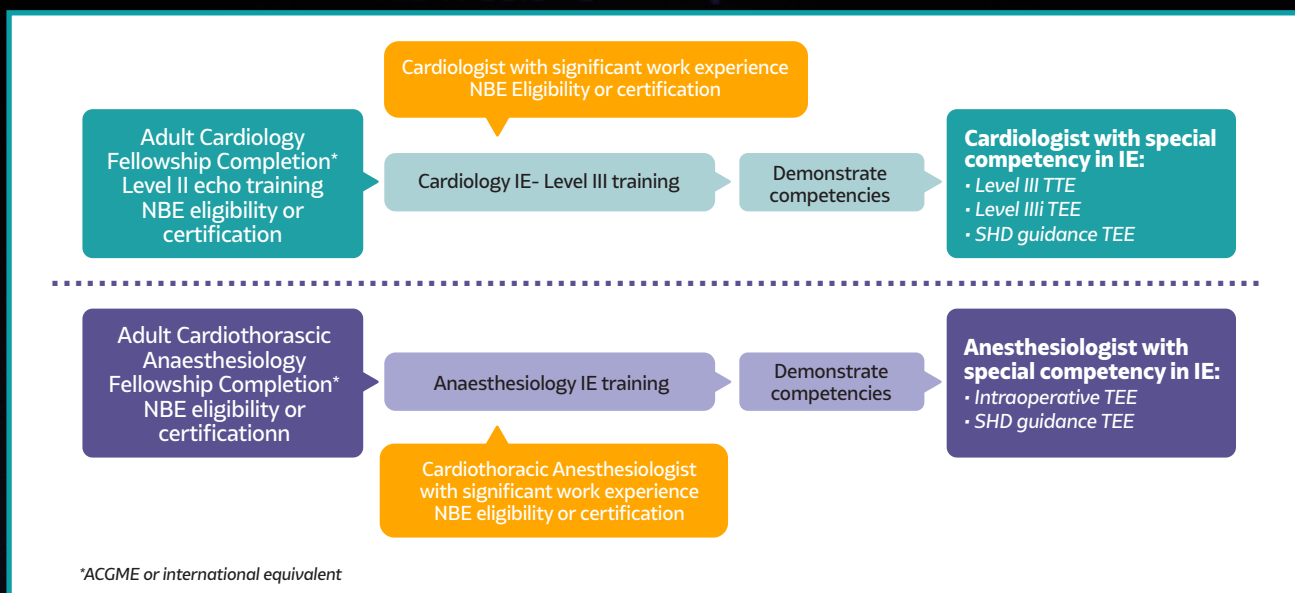 Cardiologist with significant work experience
NBE Eligibility or certification
Adult Cardiology
Fellowship Completion*
Level II echo training
NBE eligibility or
certification
Cardiology IE- Level III training
Demonstrate
competencies
Cardiologist with special
competency in IE:
• Level III TTE
• Level IIIi TEE
• SHD guidance TEE
Adult Cardiothorascic
Anaesthesiology
Fellowship Completion*
NBE eligibility or
certificationn
Anaesthesiology IE training
Demonstrate
competencies
Anesthesiologist with
special competency in IE:
• Intraoperative TEE
• SHD guidance TEE
Cardiothoracic Anesthesiologist
with significant work experience
NBE eligibility or certification
*ACGME or international equivalent